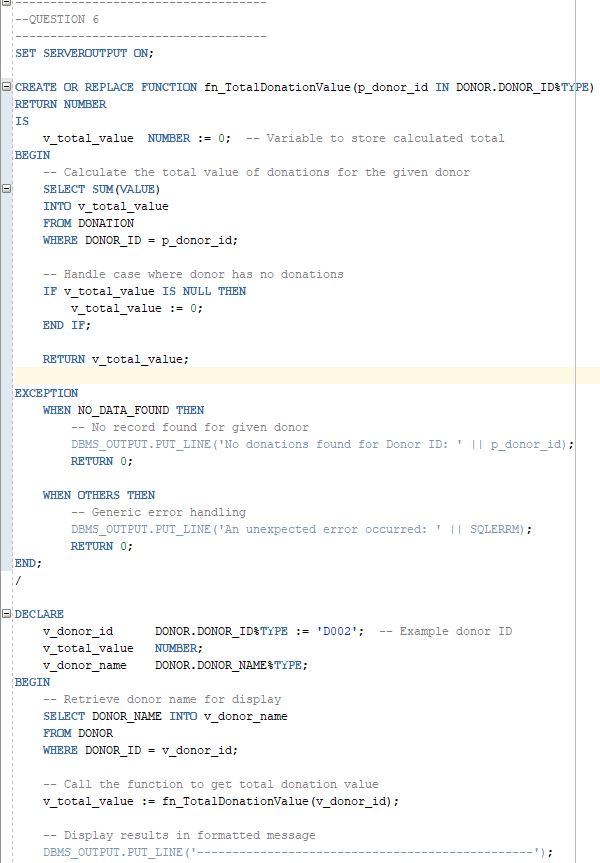 ------------------------------------
--QUESTION 6
------------------------------------
SET SERVEROUTPUT ON;

CREATE OR REPLACE FUNCTION fn_TotalDonationValue(p_donor_id IN DONOR.DONOR_ID%TYPE)
RETURN NUMBER
IS
    v_total_value  NUMBER := 0;  -- Variable to store calculated total
BEGIN
    -- Calculate the total value of donations for the given donor
    SELECT SUM(VALUE)
    INTO v_total_value
    FROM DONATION
    WHERE DONOR_ID = p_donor_id;

    -- Handle case where donor has no donations
    IF v_total_value IS NULL THEN
        v_total_value := 0;
    END IF;

    RETURN v_total_value;

EXCEPTION
    WHEN NO_DATA_FOUND THEN
        -- No record found for given donor
        DBMS_OUTPUT.PUT_LINE('No donations found for Donor ID: ' || p_donor_id);
        RETURN 0;

    WHEN OTHERS THEN
        -- Generic error handling
        DBMS_OUTPUT.PUT_LINE('An unexpected error occurred: ' || SQLERRM);
        RETURN 0;
END;
/

DECLARE
    v_donor_id      DONOR.DONOR_ID%TYPE := 'D002';  -- Example donor ID
    v_total_value   NUMBER;
    v_donor_name    DONOR.DONOR_NAME%TYPE;
BEGIN
    -- Retrieve donor name for display
    SELECT DONOR_NAME INTO v_donor_name
    FROM DONOR
    WHERE DONOR_ID = v_donor_id;

    -- Call the function to get total donation value
    v_total_value := fn_TotalDonationValue(v_donor_id);

    -- Display results in formatted message
    DBMS_OUTPUT.PUT_LINE('------------------------------------------------');